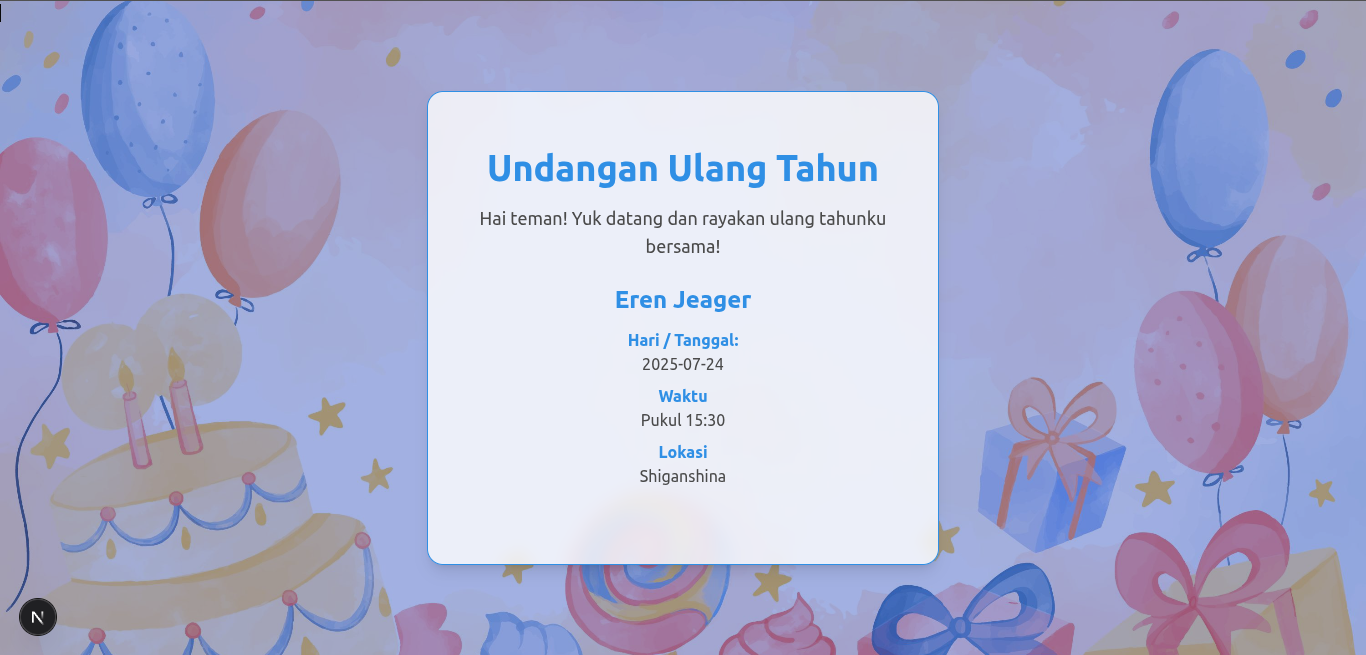 Undangan Ulang Tahun
Hai teman! Yuk datang dan rayakan ulang tahunku
bersama!
Eren Jeager
Hari / Tanggal:
2025-07-24
Waktu
Pukul 15:30
Lokasi
Shiganshina
N